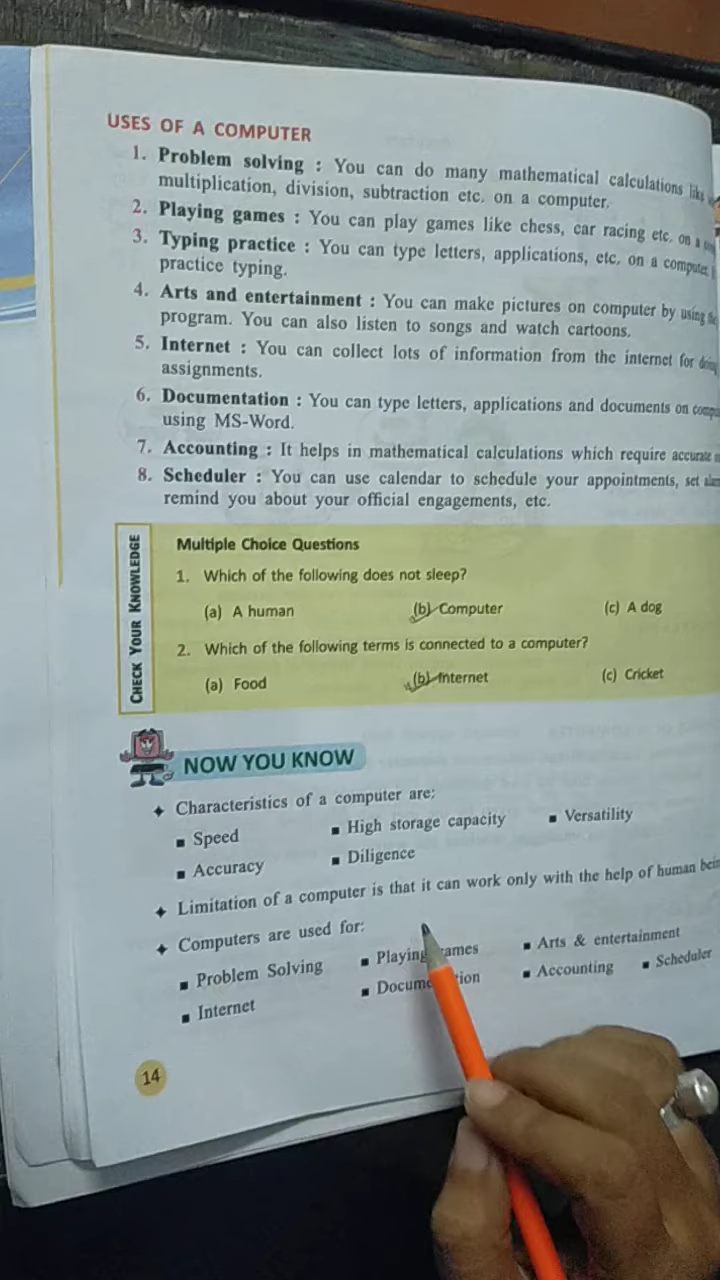 USES OF A COMPUTER
1. Problem solving : You can do many mathematical calculations like
multiplication, division, subtraction etc. on a computer.
2. Playing games : You can play games like chess, car racing etc. on a
3. Typing practice : You can type letters, applications, etc. on a computer
practice typing.
4. Arts and entertainment : You can make pictures on computer by using
program. You can also listen to songs and watch cartoons.
5. Internet : You can collect lots of information from the internet for doing
assignments.
6. Documentation : You can type letters, applications and documents on
using MS-Word.
7. Accounting : It helps in mathematical calculations which require accurate
8. Scheduler : You can use calendar to schedule your appointments, set
remind you about your official engagements, etc.
CHECK YOUR KNOWLEDGE
Multiple Choice Questions
1. Which of the following does not sleep?
(a) A human (b) Computer (c) A dog
2. Which of the following terms is connected to a computer?
(a) Food (b) Internet (c) Cricket
NOW YOU KNOW
Characteristics of a computer are:
Speed High storage capacity Versatility
Accuracy Diligence
Limitation of a computer is that it can work only with the help of human
Computers are used for:
Problem Solving Playing Arts & entertainment
Internet Accounting Scheduler
14